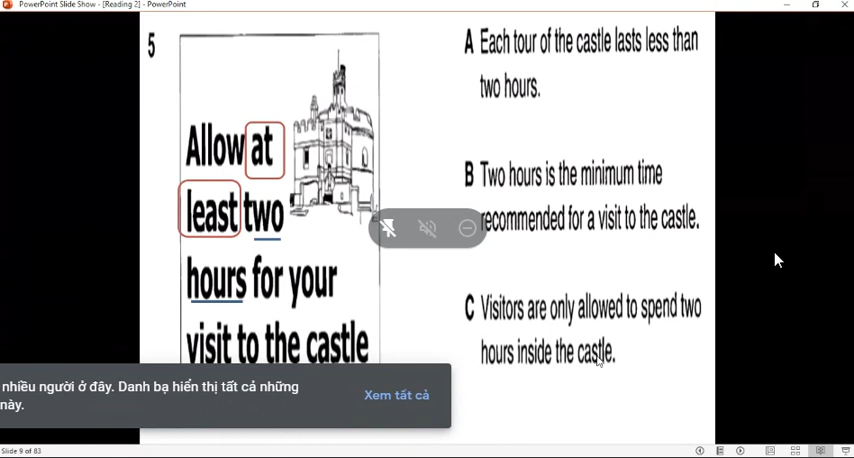 PowerPoint Slide Show - [Reading 2] - PowerPoint
5
Allow at
least two
hours for your
visit to the castle
A Each tour of the castle lasts less than
two hours.
B Two hours is the minimum time
recommended for a visit to the castle.
C Visitors are only allowed to spend two
hours inside the castle.
nhiều người ở đây. Danh bạ hiển thị tất cả những
này.
Xem tất cả
Slide 9 of 83